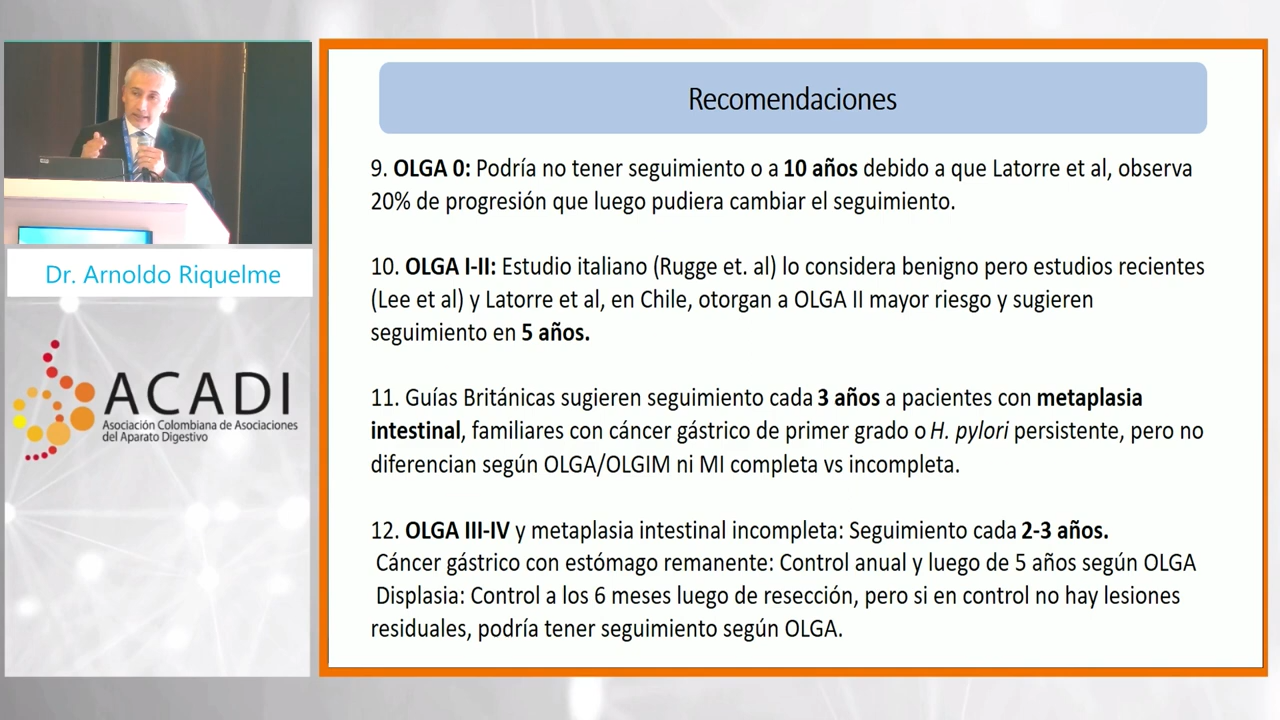 Recomendaciones
9. OLGA 0: Podría no tener seguimiento o a 10 años debido a que Latorre et al, observa
20% de progresión que luego pudiera cambiar el seguimiento.
10. OLGA I-II: Estudio italiano (Rugge et. al) lo considera benigno pero estudios recientes
(Lee et al) y Latorre et al, en Chile, otorgan a OLGA II mayor riesgo y sugieren
seguimiento en 5 años.
11. Guías Británicas sugieren seguimiento cada 3 años a pacientes con metaplasia
intestinal, familiares con cáncer gástrico de primer grado o H. pylori persistente, pero no
diferencian según OLGA/OLGIM ni MI completa vs incompleta.
12. OLGA III-IV y metaplasia intestinal incompleta: Seguimiento cada 2-3 años.
Cáncer gástrico con estómago remanente: Control anual y luego de 5 años según OLGA
Displasia: Control a los 6 meses luego de resección, pero si en control no hay lesiones
residuales, podría tener seguimiento según OLGA.
Dr. Arnoldo Riquelme
ACADI
Asociación Colombiana de Asociaciones
del Aparato Digestivo